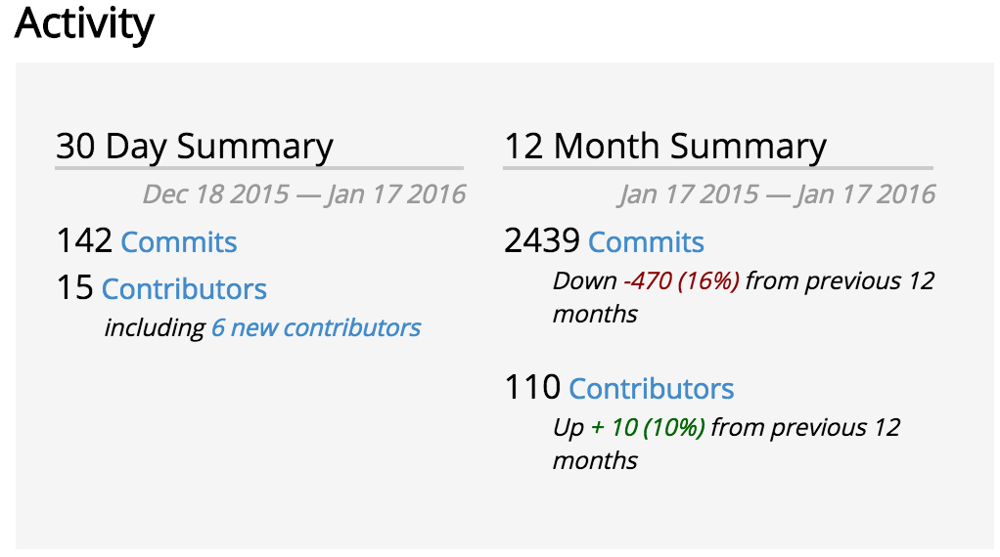 Activity
30 Day Summary
Dec 18 2015 — Jan 17 2016
142 Commits
15 Contributors
including 6 new contributors
12 Month Summary
Jan 17 2015 — Jan 17 2016
2439 Commits
Down -470 (16%) from previous 12
months
110 Contributors
Up + 10 (10%) from previous 12
months